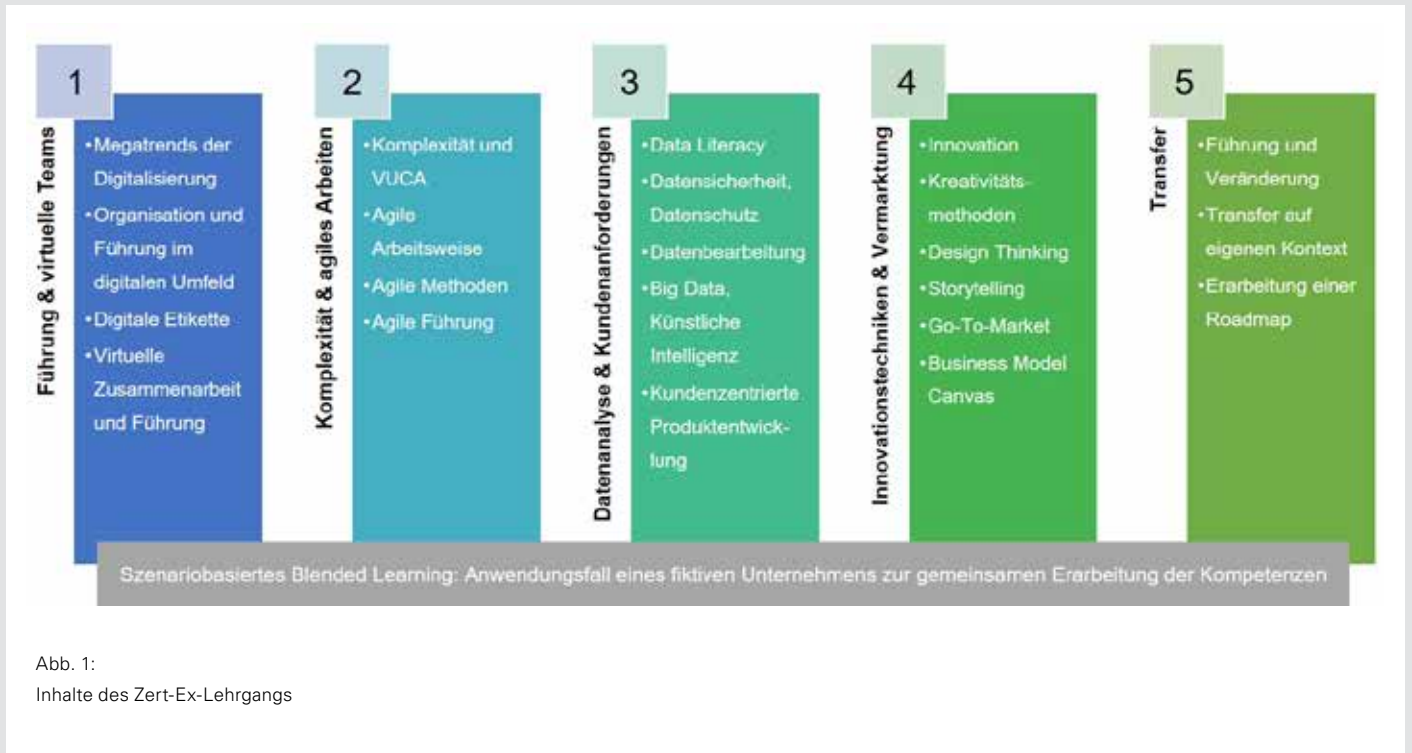 1
Führung & virtuelle Teams
•Megatrends der
Digitalisierung
•Organisation und
Führung im
digitalen Umfeld
•Digitale Etikette
•Virtuelle
Zusammenarbeit
und Führung
2
Komplexität & agiles Arbeiten
•Komplexität und
VUCA
•Agile
Arbeitsweise
•Agile Methoden
•Agile Führung
3
Datenanalyse & Kundenanforderungen
•Data Literacy
•Datensicherheit,
Datenschutz
•Datenbearbeitung
•Big Data,
Künstliche
Intelligenz
•Kundenzentrierte
Produktentwick-
lung
4
Innovationstechniken & Vermarktung
•Innovation
•Kreativitäts-
methoden
•Design Thinking
•Storytelling
•Go-To-Market
•Business Model
Canvas
5
Transfer
•Führung und
Veränderung
•Transfer auf
eigenen Kontext
•Erarbeitung einer
Roadmap
Szenariobasiertes Blended Learning: Anwendungsfall eines fiktiven Unternehmens zur gemeinsamen Erarbeitung der Kompetenzen
Abb. 1:
Inhalte des Zert-Ex-Lehrgangs